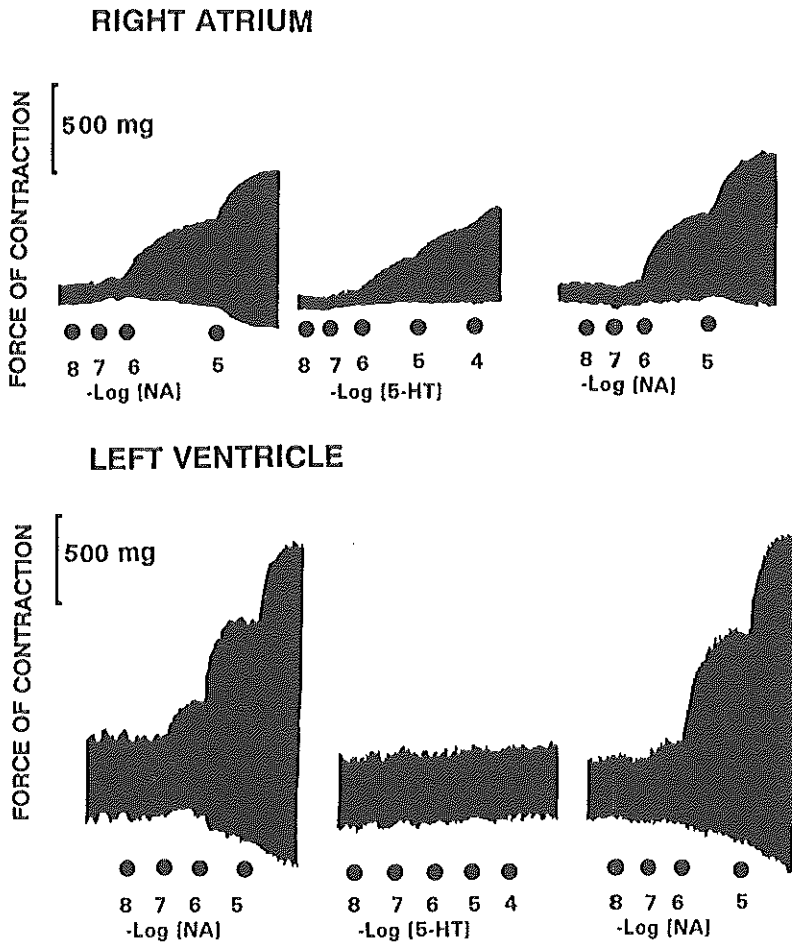 RIGHT ATRIUM
FORCE OF CONTRACTION
500 mg
8 7 6 5
-Log [NA]
8 7 6 5 4
-Log [5-HT]
8 7 6 5
-Log [NA]
LEFT VENTRICLE
FORCE OF CONTRACTION
500 mg
8 7 6 5
-Log [NA]
8 7 6 5 4
-Log [5-HT]
8 7 6 5
-Log [NA]